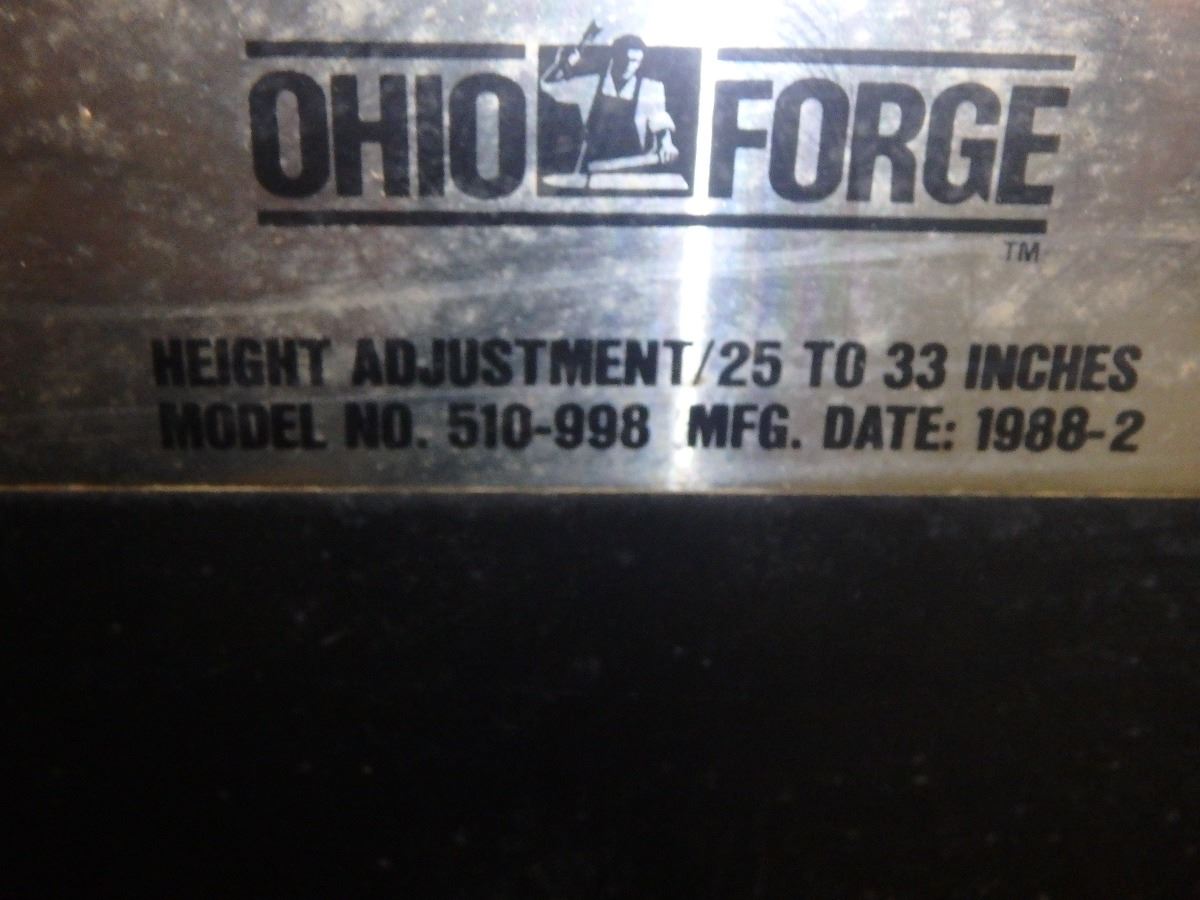 OHIO FORGE
TM
HEIGHT ADJUSTMENT/25 TO 33 INCHES
MODEL NO. 510-998 MFG. DATE: 1988-2